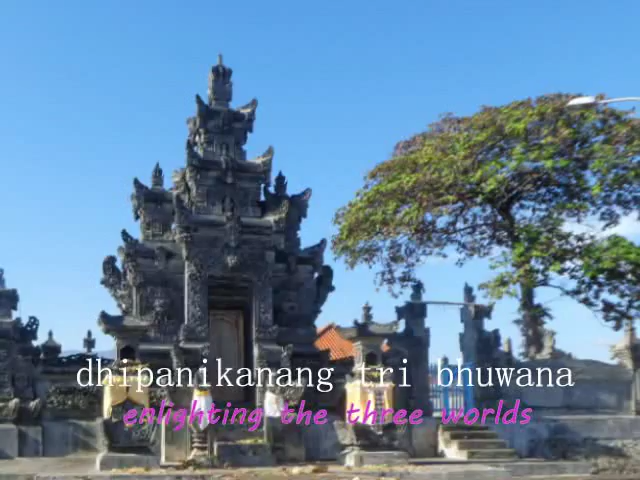 dhipanikanang tri bhuwana
enlighting the three worlds